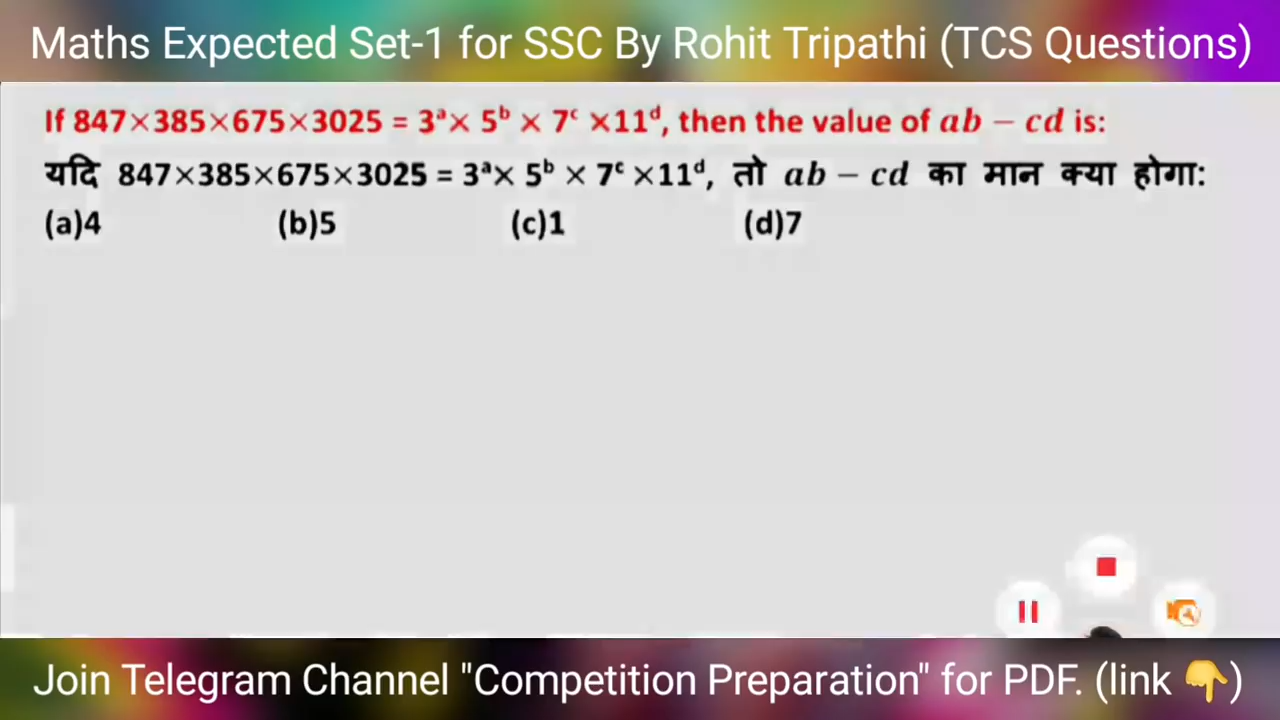 Maths Expected Set-1 for SSC By Rohit Tripathi (TCS Questions)
If 847×385×675×3025 = 3ᵃ× 5ᵇ × 7ᶜ ×11ᵈ, then the value of ab − cd is:
यदि 847×385×675×3025 = 3ᵃ× 5ᵇ × 7ᶜ ×11ᵈ, तो ab − cd का मान क्या होगा:
(a)4 (b)5 (c)1 (d)7
Join Telegram Channel "Competition Preparation" for PDF. (link 👇)